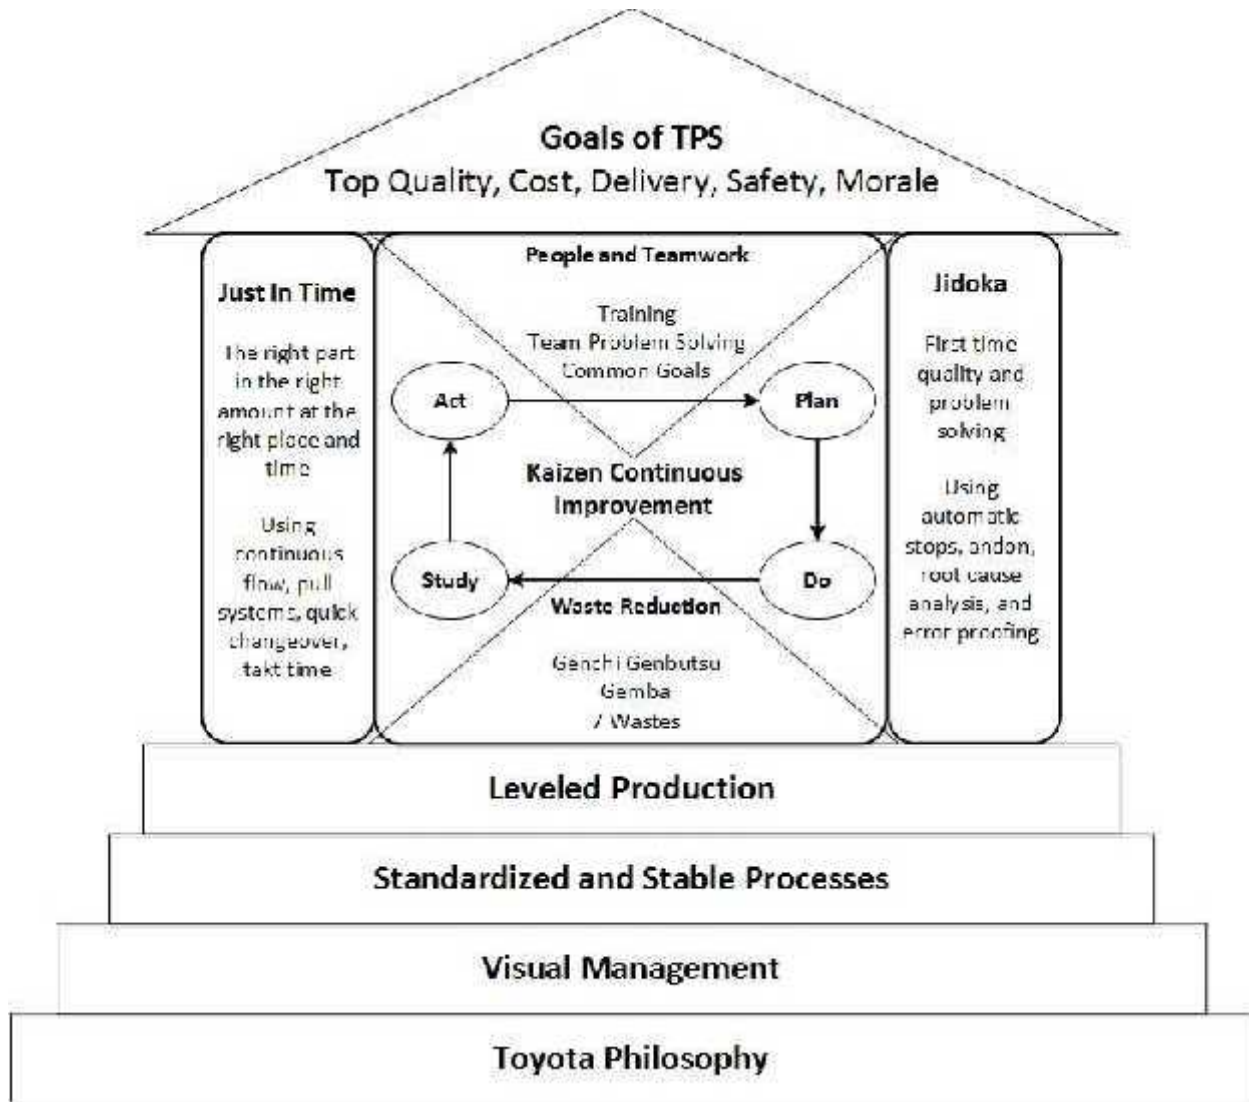 Goals of TPS
Top Quality, Cost, Delivery, Safety, Morale
Just In Time
The right part
in the right
amount at the
right place and
time
Using
continuous
flow, pull
systems, quick
changeover,
takt time
People and Teamwork
Training
Team Problem Solving
Common Goals
Act
Plan
Kaizen Continuous
Improvement
Study
Do
Waste Reduction
Genchi Genbutsu
Gemba
7 Wastes
Jidoka
First time
quality and
problem
solving
Using
automatic
stops, andon,
root cause
analysis, and
error proofing
Leveled Production
Standardized and Stable Processes
Visual Management
Toyota Philosophy